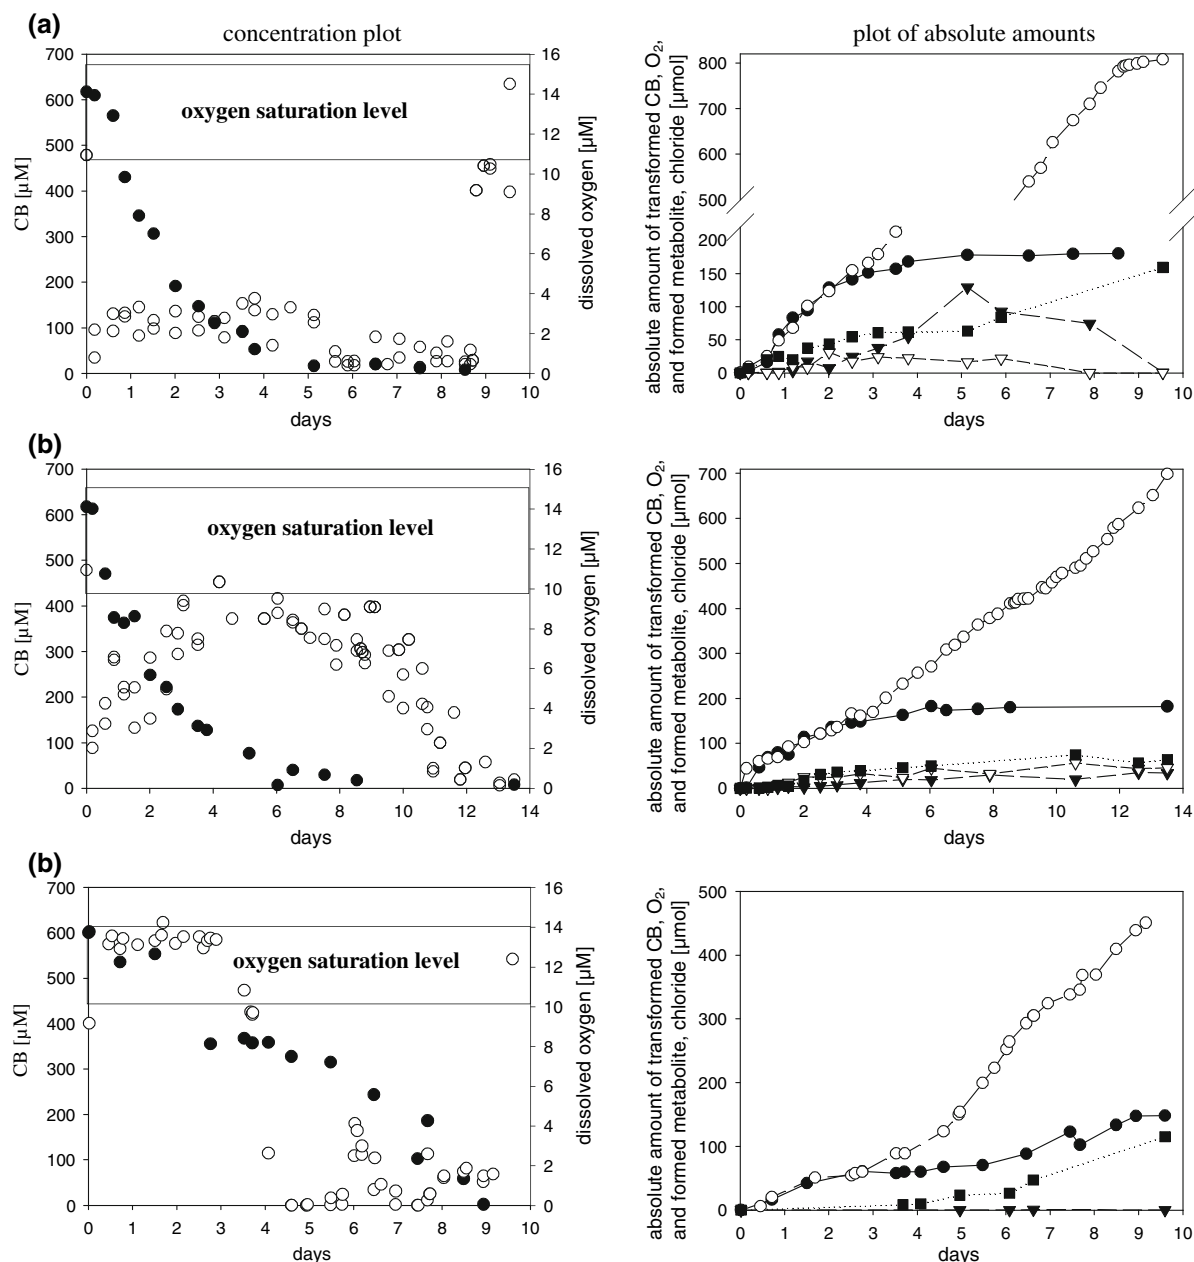 (a)
concentration plot
plot of absolute amounts
700
600
500
400
300
200
100
0
CB [µM]
oxygen saturation level
16
14
12
10
8
6
4
2
0
dissolved oxygen [µM]
0 1 2 3 4 5 6 7 8 9 10
days
absolute amount of transformed CB, O2,
and formed metabolite, chloride [µmol]
800
700
600
500
200
150
100
50
0
0 1 2 3 4 5 6 7 8 9 10
days
(b)
700
600
500
400
300
200
100
0
CB [µM]
oxygen saturation level
16
14
12
10
8
6
4
2
0
dissolved oxygen [µM]
0 2 4 6 8 10 12 14
days
absolute amount of transformed CB, O2,
and formed metabolite, chloride [µmol]
700
600
500
400
300
200
100
0
0 2 4 6 8 10 12 14
days
(b)
700
600
500
400
300
200
100
0
CB [µM]
oxygen saturation level
16
14
12
10
8
6
4
2
0
dissolved oxygen [µM]
0 1 2 3 4 5 6 7 8 9 10
days
absolute amount of transformed CB, O2,
and formed metabolite, chloride [µmol]
500
400
300
200
100
0
0 1 2 3 4 5 6 7 8 9 10
days